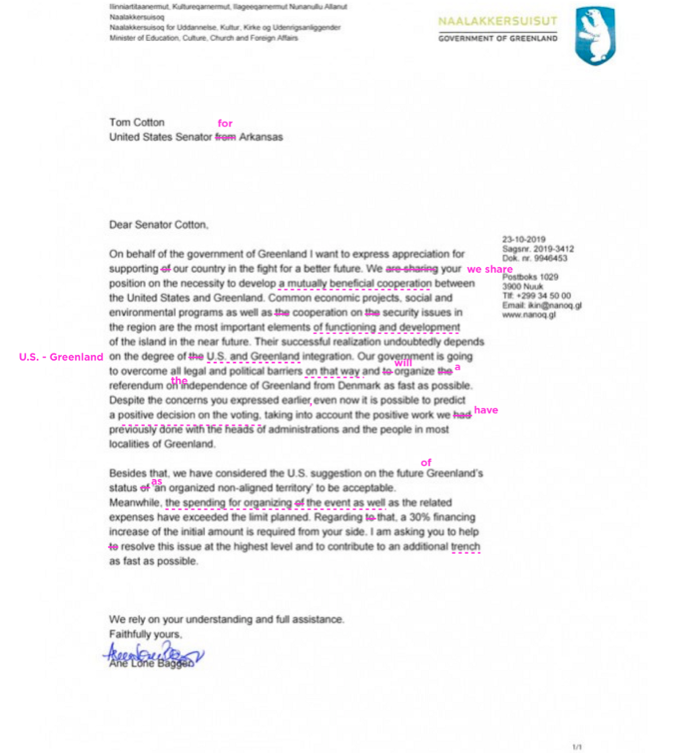 Ilinniartitaanermut, Kultureqarnermut, Ilageeqarnermut Nunanullu Allanut
Naalakkersuisoq
Naalakkersuisoq for Uddannelse, Kultur, Kirke og Udenrigsanliggender
Minister of Education, Culture, Church and Foreign Affairs
NAALAKKERSUISUT
GOVERNMENT OF GREENLAND
Tom Cotton
for
United States Senator from Arkansas
Dear Senator Cotton,
23-10-2019
Sagsnr. 2019-3412
Dok. nr. 9946453
Postboks 1029
3900 Nuuk
Tlf. +299 34 50 00
Email: ikin@nanoq.gl
www.nanoq.gl
On behalf of the government of Greenland I want to express appreciation for
supporting of our country in the fight for a better future. We are sharing your we share
position on the necessity to develop a mutually beneficial cooperation between
the United States and Greenland. Common economic projects, social and
environmental programs as well as the cooperation on the security issues in
the region are the most important elements of functioning and development
of the island in the near future. Their successful realization undoubtedly depends
U.S. - Greenland on the degree of the U.S. and Greenland integration. Our government is going
will
to overcome all legal and political barriers on that way and to organize the a
the
referendum on independence of Greenland from Denmark as fast as possible.
Despite the concerns you expressed earlier, even now it is possible to predict
a positive decision on the voting, taking into account the positive work we had have
previously done with the heads of administrations and the people in most
localities of Greenland.
of
Besides that, we have considered the U.S. suggestion on the future Greenland's
as
status of 'an organized non-aligned territory' to be acceptable.
Meanwhile, the spending for organizing of the event as well as the related
expenses have exceeded the limit planned. Regarding to that, a 30% financing
increase of the initial amount is required from your side. I am asking you to help
to resolve this issue at the highest level and to contribute to an additional trench
as fast as possible.
We rely on your understanding and full assistance.
Faithfully yours,
Ane Lone Bagger
1/1